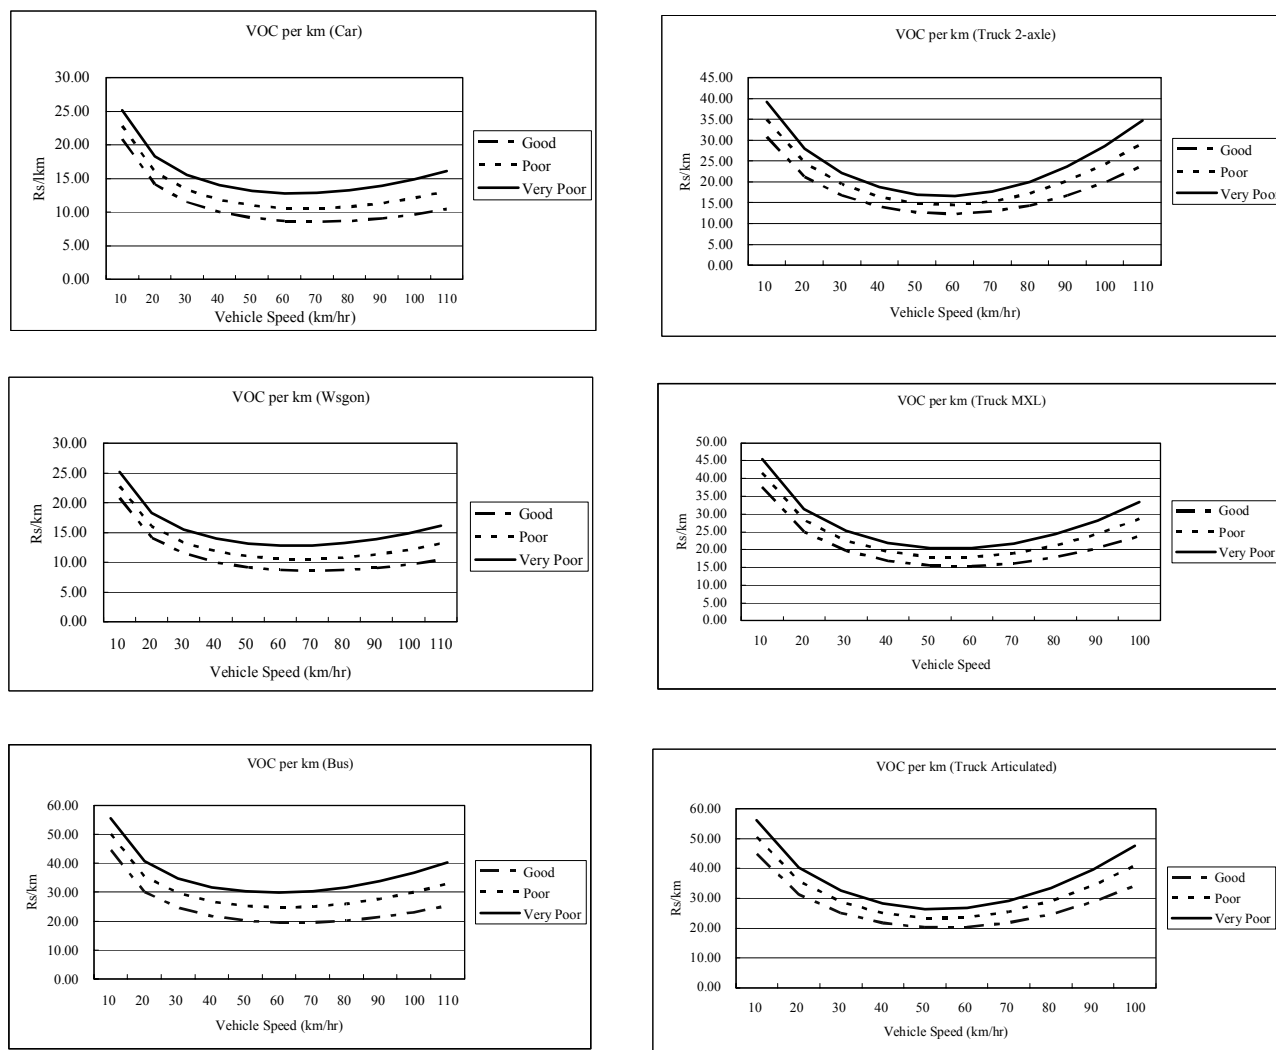 VOC per km (Car)
30.00
25.00
20.00
15.00
10.00
5.00
0.00
Rs/lkm
10 20 30 40 50 60 70 80 90 100 110
Vehicle Speed (km/hr)
Good
Poor
Very Poor
VOC per km (Truck 2-axle)
45.00
40.00
35.00
30.00
25.00
20.00
15.00
10.00
5.00
0.00
Rs/km
10 20 30 40 50 60 70 80 90 100 110
Vehicle Speed (km/hr)
Good
Poor
Very Poor
VOC per km (Wsgon)
30.00
25.00
20.00
15.00
10.00
5.00
0.00
Rs/km
10 20 30 40 50 60 70 80 90 100 110
Vehicle Speed (km/hr)
Good
Poor
Very Poor
VOC per km (Truck MXL)
50.00
45.00
40.00
35.00
30.00
25.00
20.00
15.00
10.00
5.00
0.00
Rs/km
10 20 30 40 50 60 70 80 90 100
Vehicle Speed
Good
Poor
Very Poor
VOC per km (Bus)
60.00
50.00
40.00
30.00
20.00
10.00
0.00
Rs/km
10 20 30 40 50 60 70 80 90 100 110
Vehicle Speed (km/hr)
Good
Poor
Very Poor
VOC per km (Truck Articulated)
60.00
50.00
40.00
30.00
20.00
10.00
0.00
Rs/km
10 20 30 40 50 60 70 80 90 100
Vehicle Speed (km/hr)
Good
Poor
Very Poor